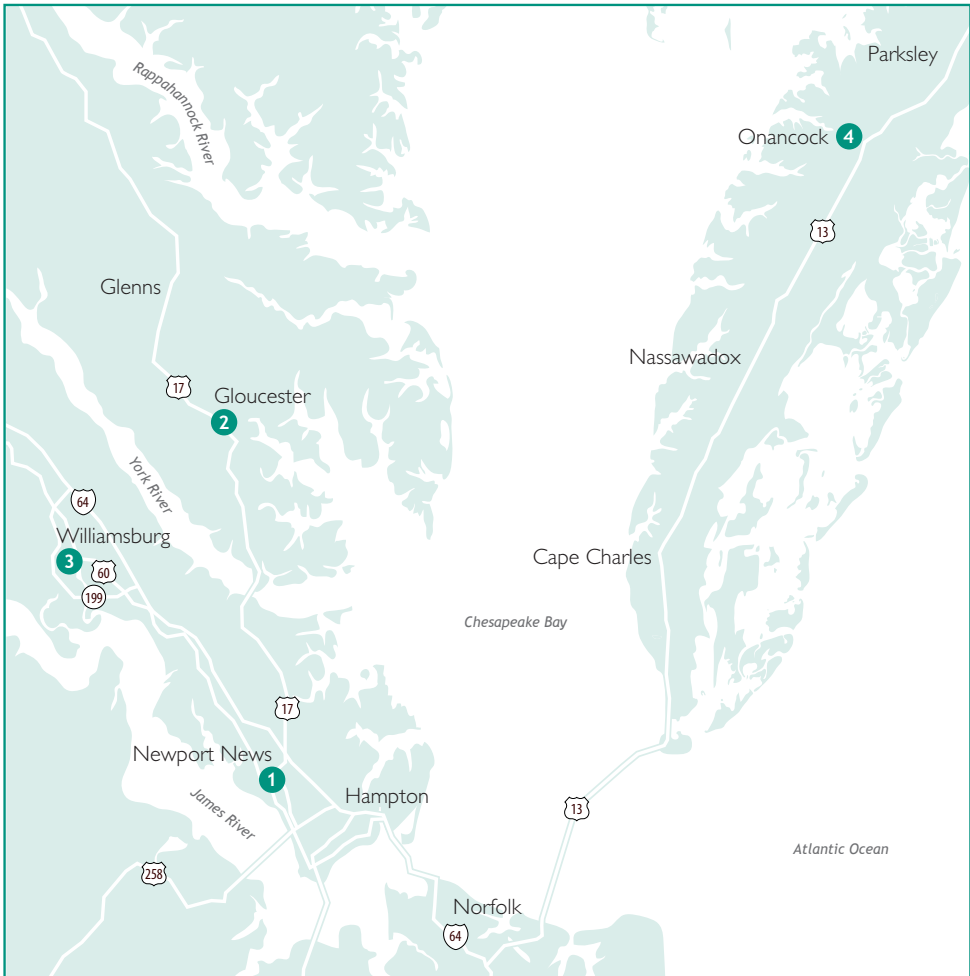 Parksley
Rappahannock River
Onancock 4
13
Glenns
Nassawadox
17
Gloucester
2
York River
64
Williamsburg
3
60
199
Cape Charles
Chesapeake Bay
17
Newport News
1
James River
Hampton
13
Atlantic Ocean
258
Norfolk
64